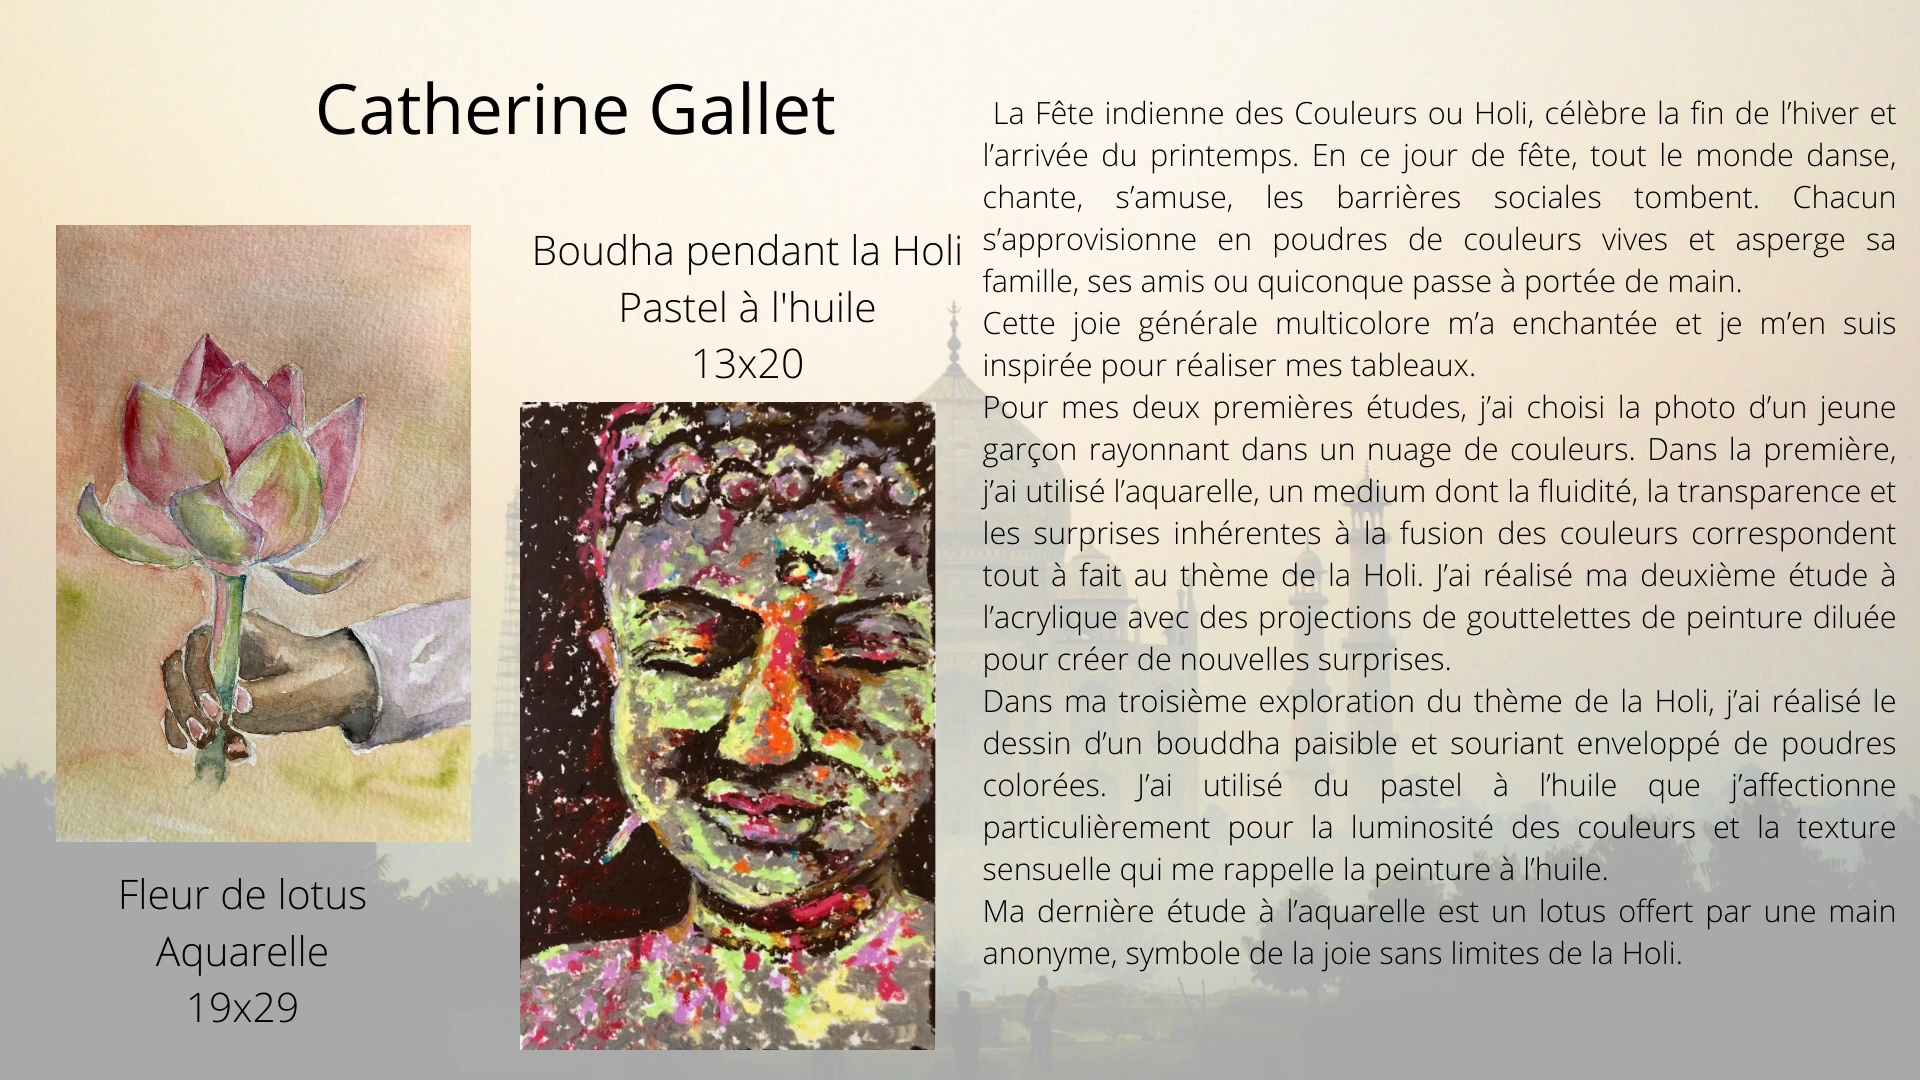 Catherine Gallet
Boudha pendant la Holi
Pastel à l'huile
13x20
Fleur de lotus
Aquarelle
19x29
La Fête indienne des Couleurs ou Holi, célèbre la fin de l’hiver et
l’arrivée du printemps. En ce jour de fête, tout le monde danse,
chante, s’amuse, les barrières sociales tombent. Chacun
s’approvisionne en poudres de couleurs vives et asperge sa
famille, ses amis ou quiconque passe à portée de main.
Cette joie générale multicolore m’a enchantée et je m’en suis
inspirée pour réaliser mes tableaux.
Pour mes deux premières études, j’ai choisi la photo d’un jeune
garçon rayonnant dans un nuage de couleurs. Dans la première,
j’ai utilisé l’aquarelle, un medium dont la fluidité, la transparence et
les surprises inhérentes à la fusion des couleurs correspondent
tout à fait au thème de la Holi. J’ai réalisé ma deuxième étude à
l’acrylique avec des projections de gouttelettes de peinture diluée
pour créer de nouvelles surprises.
Dans ma troisième exploration du thème de la Holi, j’ai réalisé le
dessin d’un bouddha paisible et souriant enveloppé de poudres
colorées. J’ai utilisé du pastel à l’huile que j’affectionne
particulièrement pour la luminosité des couleurs et la texture
sensuelle qui me rappelle la peinture à l’huile.
Ma dernière étude à l’aquarelle est un lotus offert par une main
anonyme, symbole de la joie sans limites de la Holi.